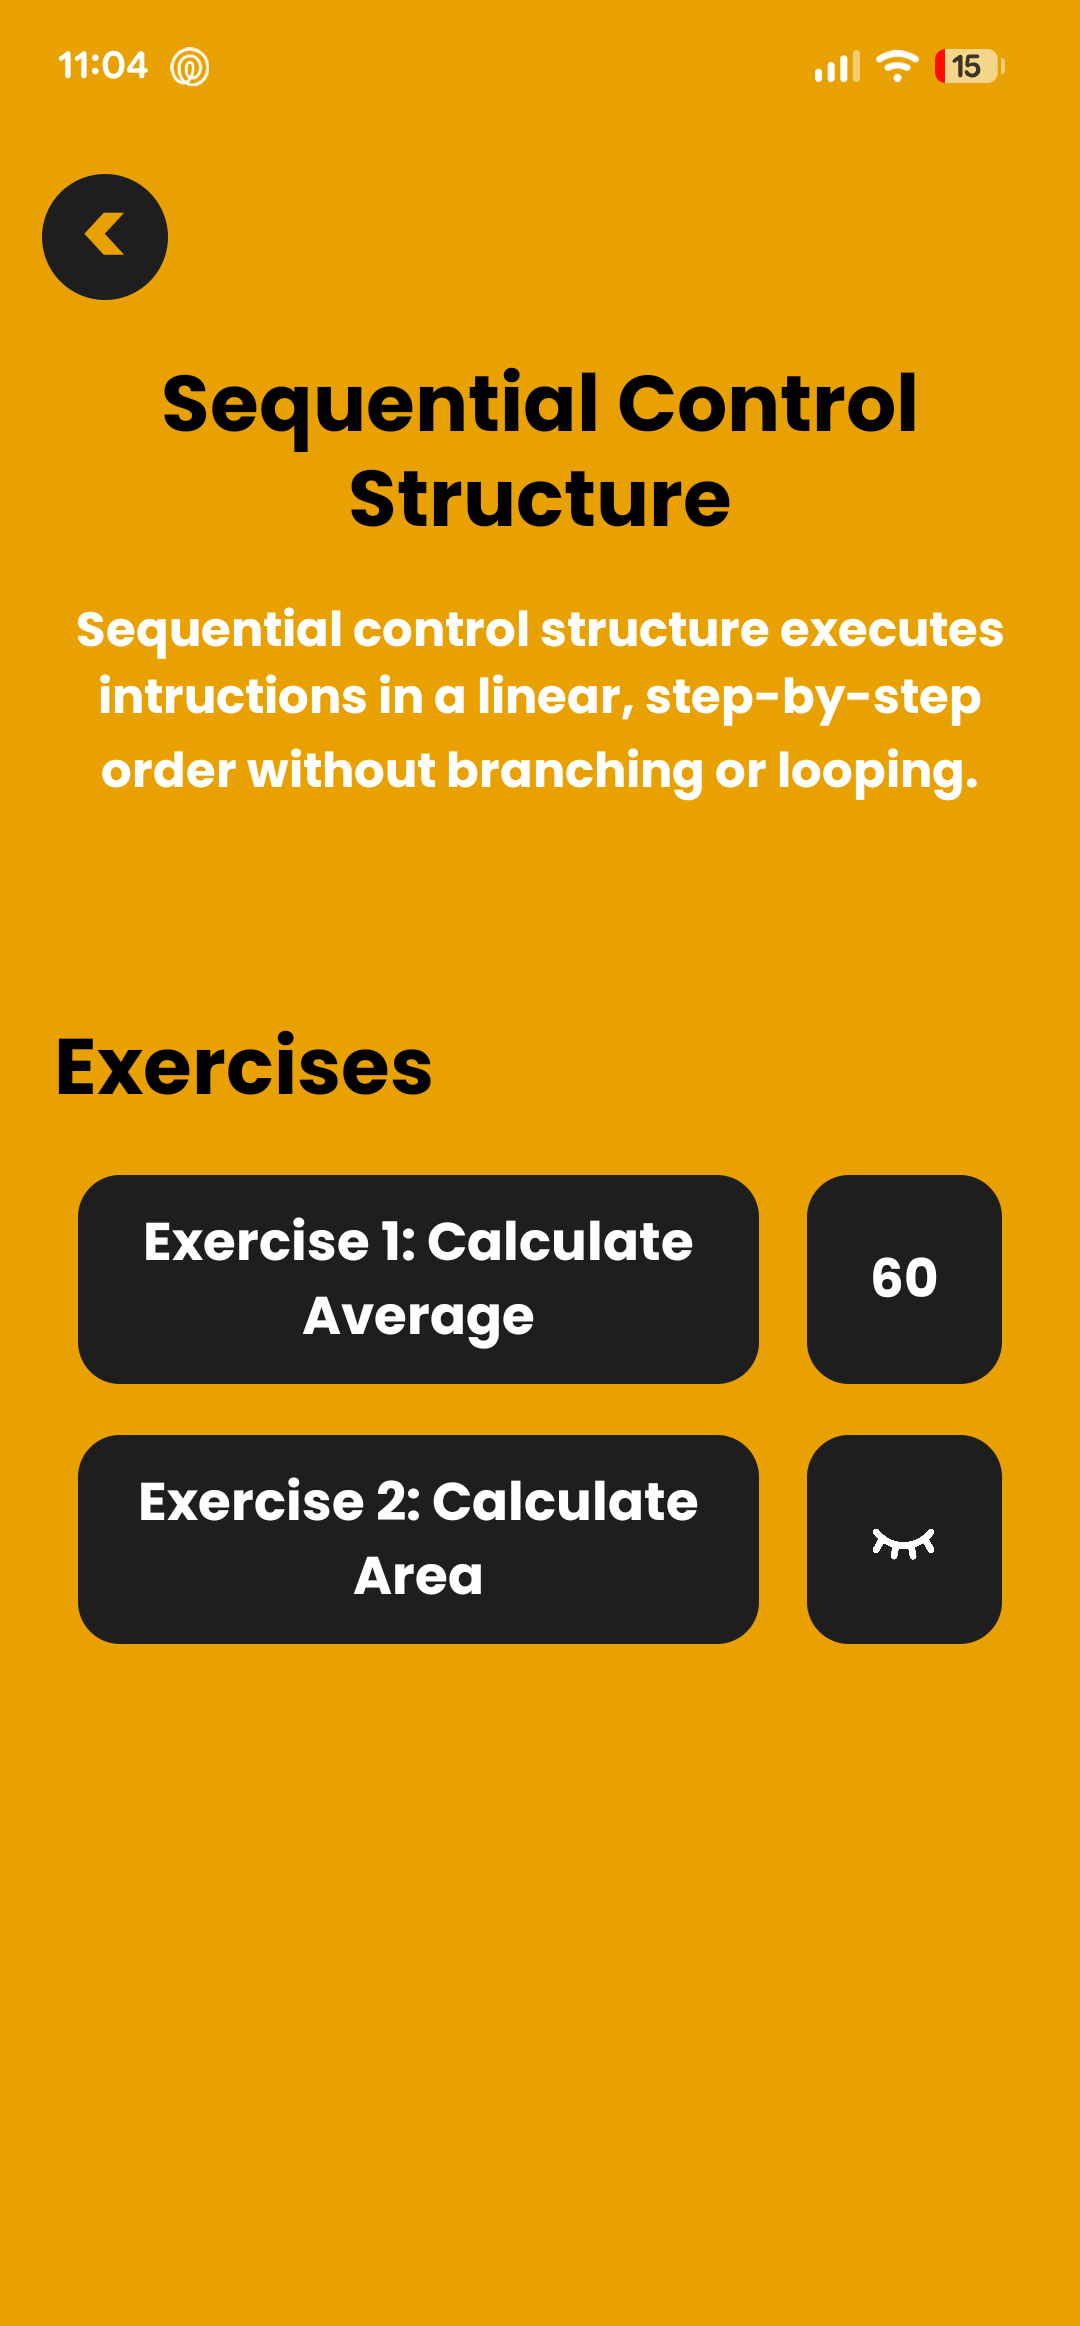 11:04
15
Sequential Control
Structure
Sequential control structure executes
intructions in a linear, step-by-step
order without branching or looping.
Exercises
Exercise 1: Calculate
Average
60
Exercise 2: Calculate
Area